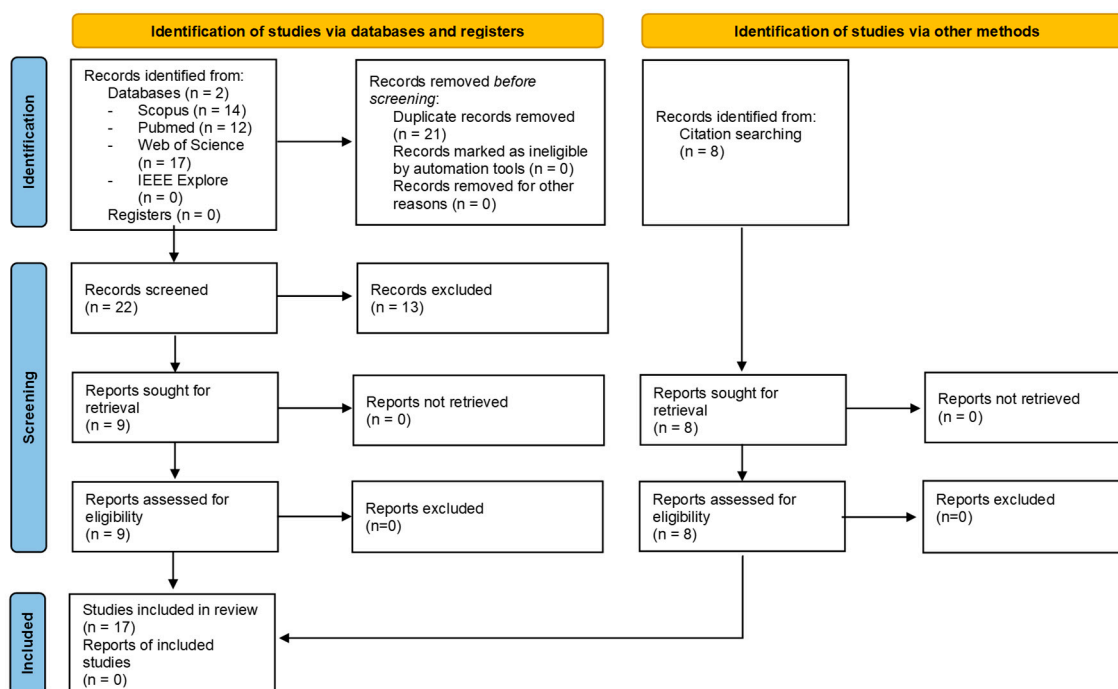 Identification of studies via databases and registers
Identification of studies via other methods
Identification
Records identified from:
Databases (n = 2)
- Scopus (n = 14)
- Pubmed (n = 12)
- Web of Science
(n = 17)
- IEEE Explore
(n = 0)
Registers (n = 0)
Records removed before
screening:
Duplicate records removed
(n = 21)
Records marked as ineligible
by automation tools (n = 0)
Records removed for other
reasons (n = 0)
Records identified from:
Citation searching
(n = 8)
Screening
Records screened
(n = 22)
Records excluded
(n = 13)
Reports sought for
retrieval
(n = 9)
Reports not retrieved
(n = 0)
Reports sought for
retrieval
(n = 8)
Reports not retrieved
(n = 0)
Reports assessed for
eligibility
(n = 9)
Reports excluded
(n=0)
Reports assessed for
eligibility
(n = 8)
Reports excluded
(n=0)
Included
Studies included in review
(n = 17)
Reports of included
studies
(n = 0)